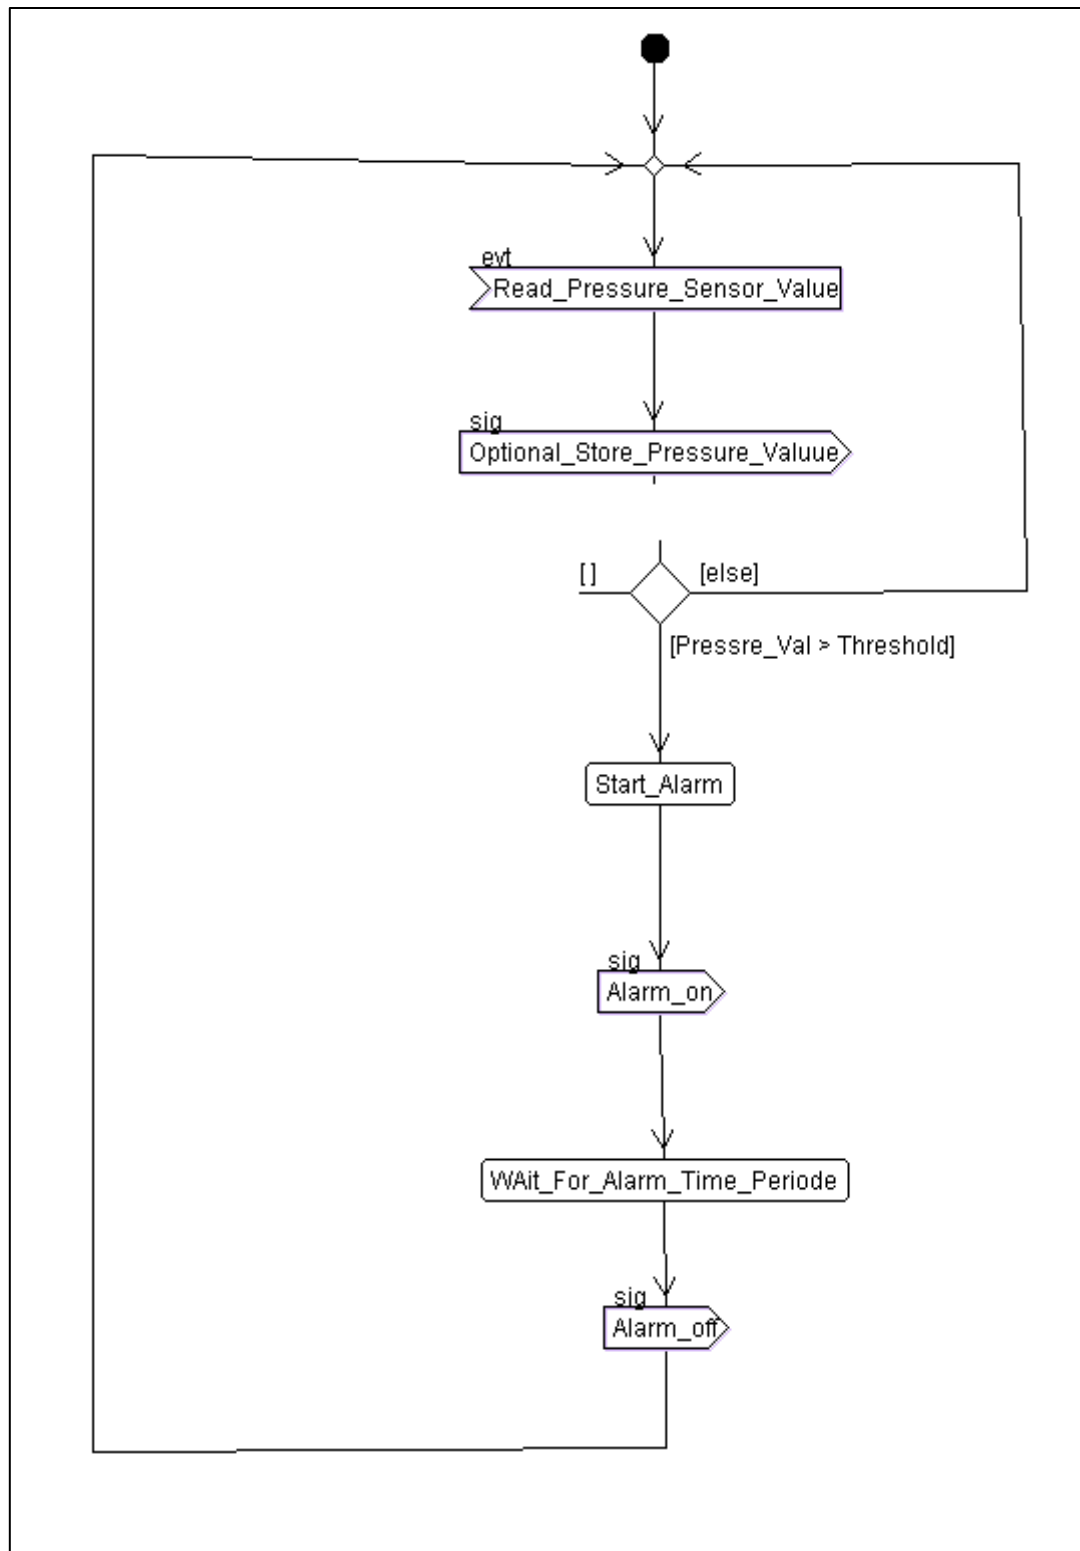 evt
Read_Pressure_Sensor_Value
sig
Optional_Store_Pressure_Valuue
[ ]
[else]
[Pressre_Val > Threshold]
Start_Alarm
sig
Alarm_on
WAit_For_Alarm_Time_Periode
sig
Alarm_off